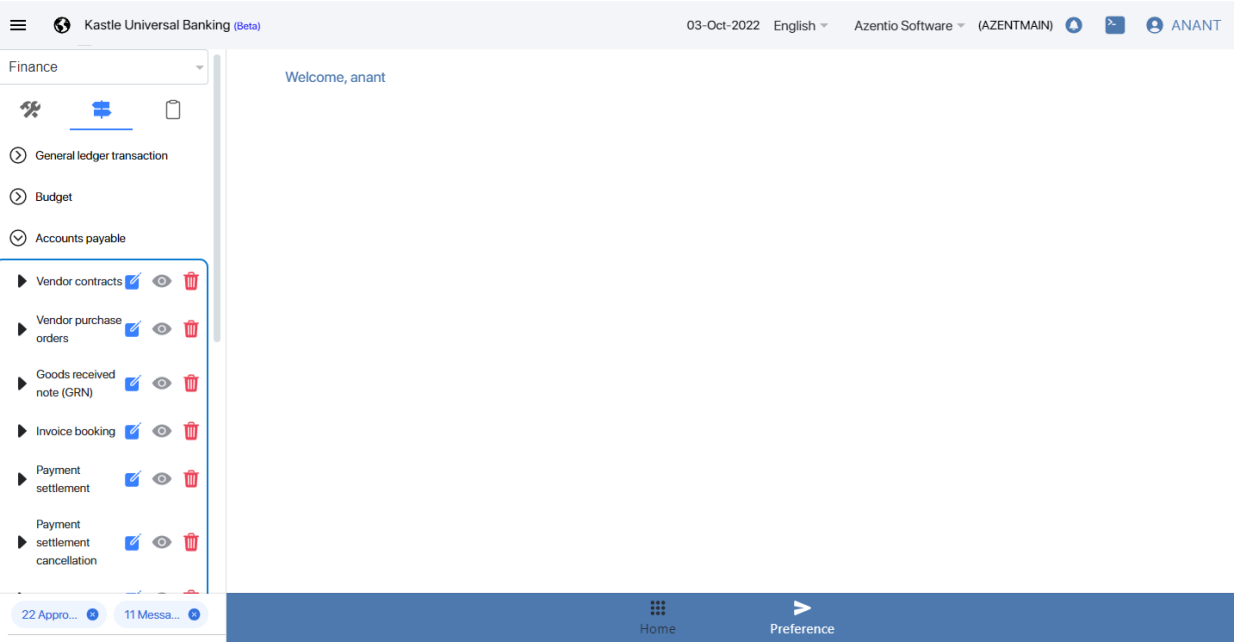 Kastle Universal Banking (Beta)
03-Oct-2022 English Azentio Software (AZENTMAIN) ANANT
Finance
Welcome, anant
General ledger transaction
Budget
Accounts payable
Vendor contracts
Vendor purchase
orders
Goods received
note (GRN)
Invoice booking
Payment
settlement
Payment
settlement
cancellation
22 Appro...
11 Messa...
Home
Preference